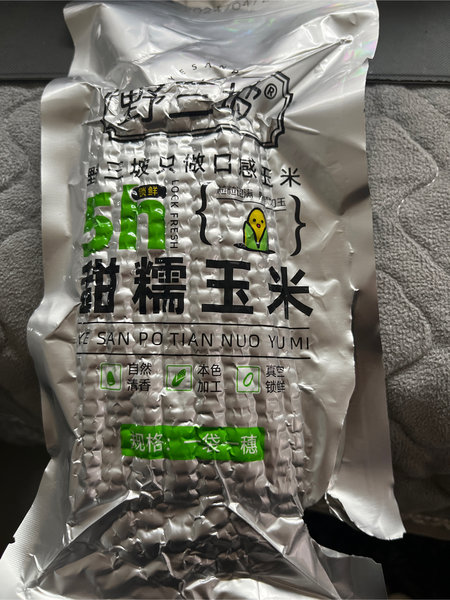 YESANPO
野三坡®
野三坡只做口感玉米
5h
锁鲜
LOCK FRESH
甜糯玉米
YE SAN PO TIAN NUO YU MI
自然
清香
本色
加工
真空
锁鲜
规格:一袋一穗